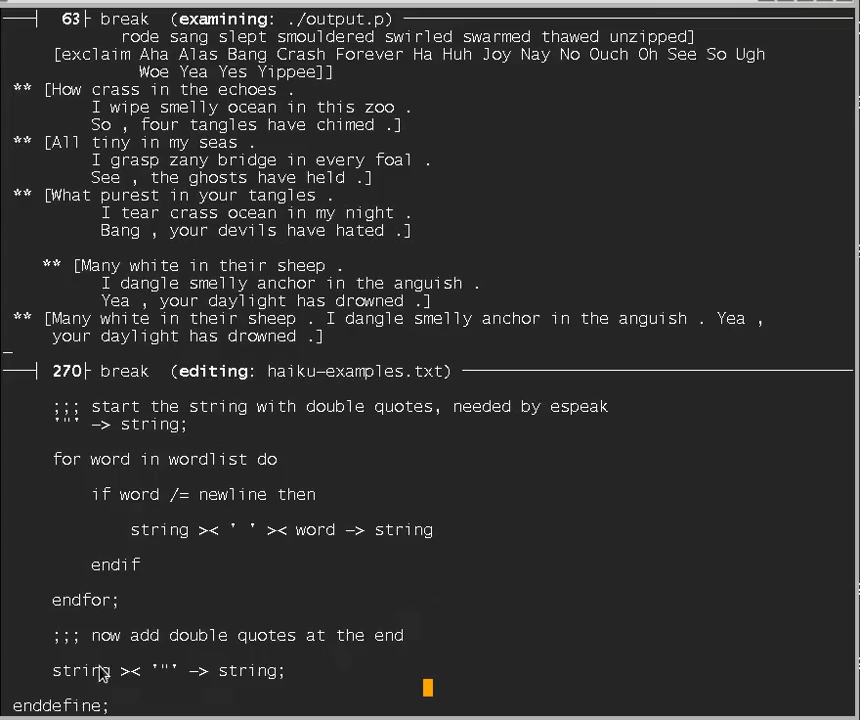 63 break (examining: ./output.p)
rode sang slept smouldered swirled swarmed thawed unzipped]
[exclaim Aha Alas Bang Crash Forever Ha Huh Joy Nay No Ouch Oh See So Ugh
Woe Yea Yes Yippee]]
** [How crass in the echoes .
I wipe smelly ocean in this zoo .
So , four tangles have chimed .]
** [All tiny in my seas .
I grasp zany bridge in every foal .
See , the ghosts have held .]
** [What purest in your tangles .
I tear crass ocean in my night .
Bang , your devils have hated .]
** [Many white in their sheep .
I dangle smelly anchor in the anguish .
Yea , your daylight has drowned .]
** [Many white in their sheep . I dangle smelly anchor in the anguish . Yea ,
your daylight has drowned .]
270 break (editing: haiku-examples.txt)
;;; start the string with double quotes, needed by espeak
'"' -> string;
for word in wordlist do
if word /= newline then
string >< ' ' >< word -> string
endif
endfor;
;;; now add double quotes at the end
string >< '"' -> string;
enddefine;